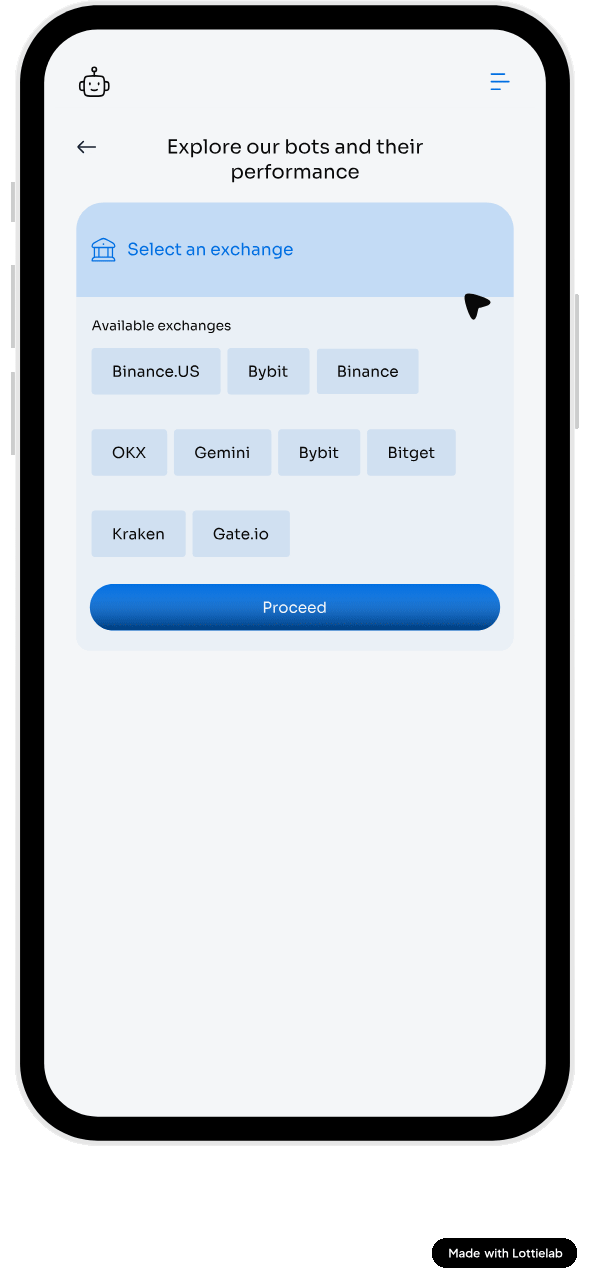 Explore our bots and their
performance
Select an exchange
Available exchanges
Binance.US Bybit Binance
OKX Gemini Bybit Bitget
Kraken Gate.io
Proceed
Made with Lottielab